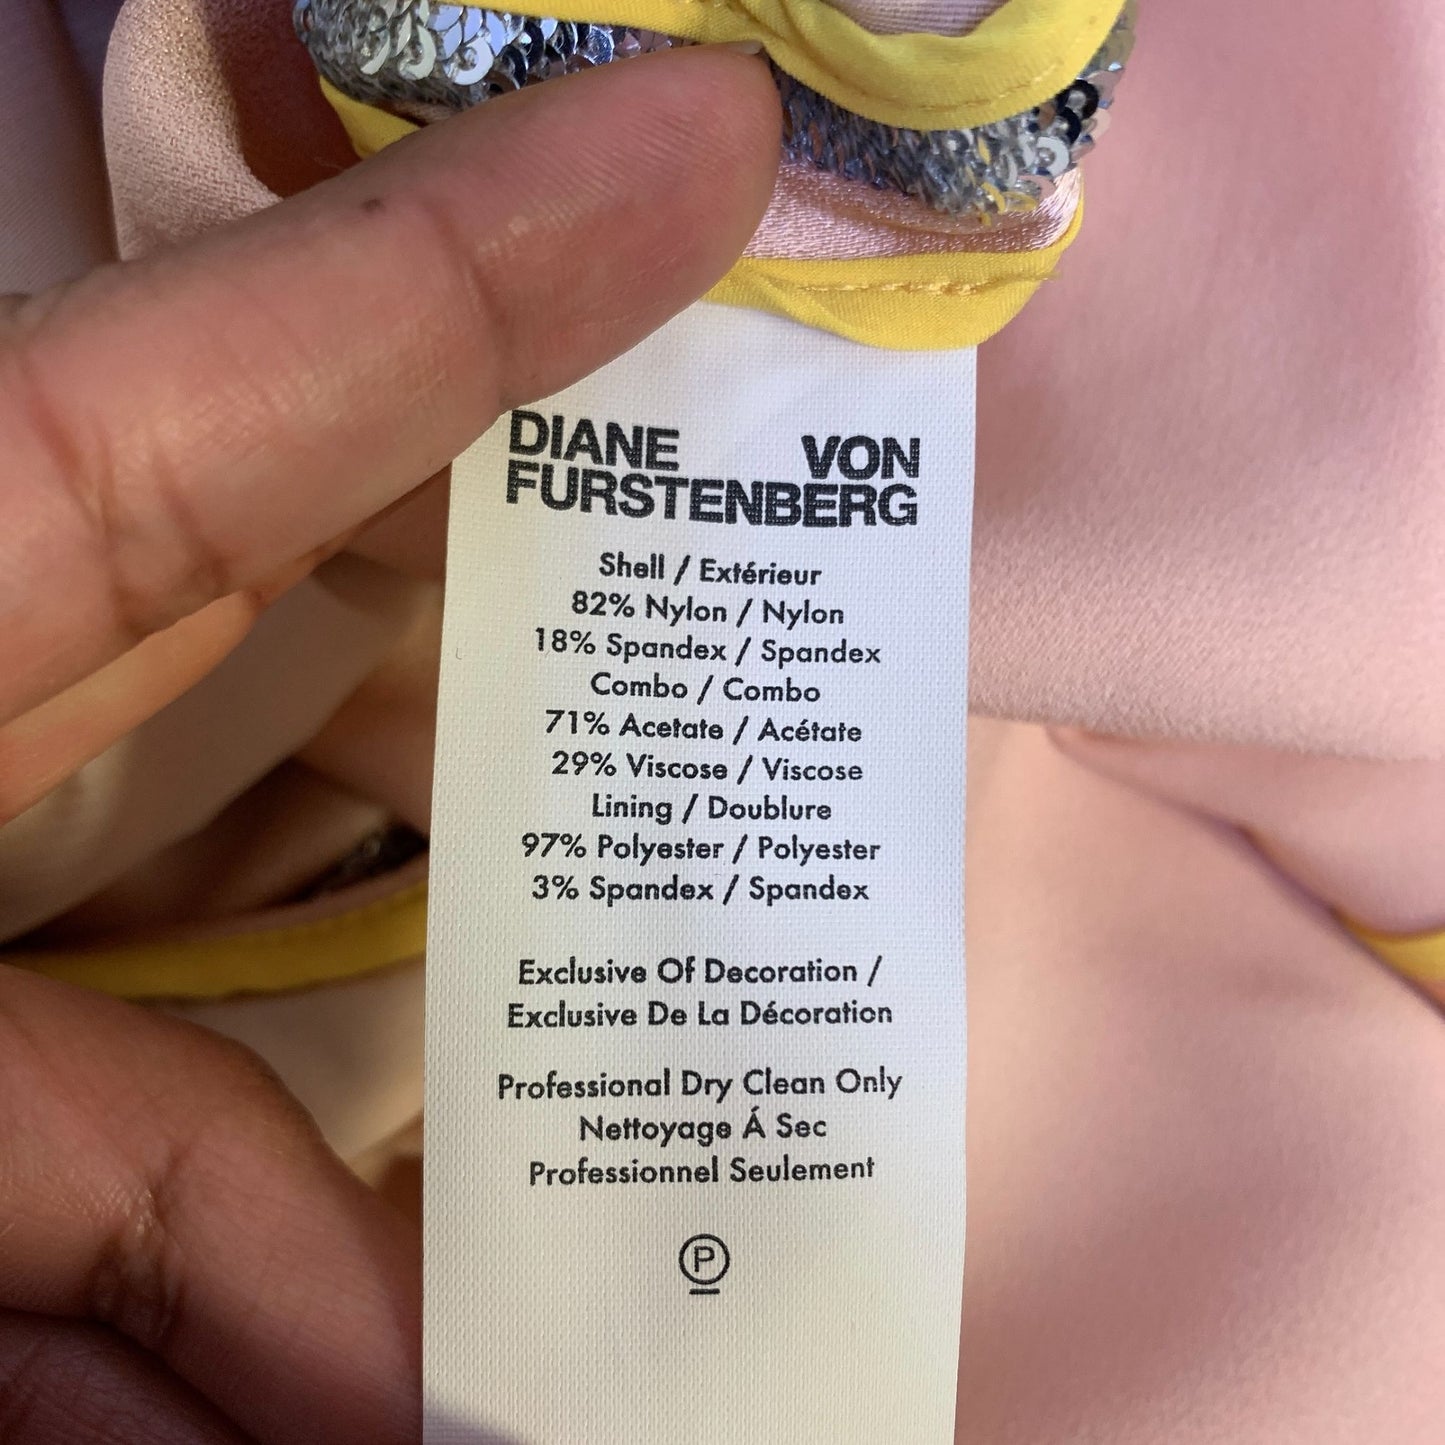 DIANE VON
FURSTENBERG
Shell / Extérieur
82% Nylon / Nylon
18% Spandex / Spandex
Combo / Combo
71% Acetate / Acétate
29% Viscose / Viscose
Lining / Doublure
97% Polyester / Polyester
3% Spandex / Spandex
Exclusive Of Decoration /
Exclusive De La Décoration
Professional Dry Clean Only
Nettoyage Á Sec
Professionnel Seulement
P